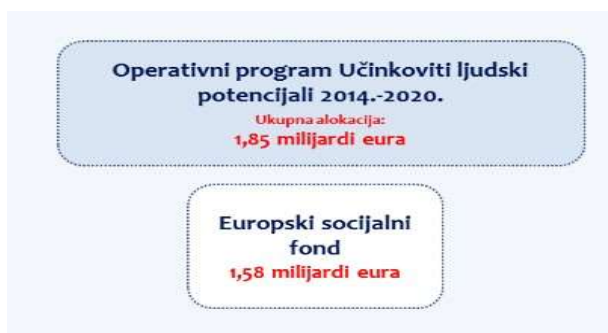 Operativni program Učinkoviti ljudski
potencijali 2014.-2020.
Ukupna alokacija:
1,85 milijardi eura
Europski socijalni
fond
1,58 milijardi eura